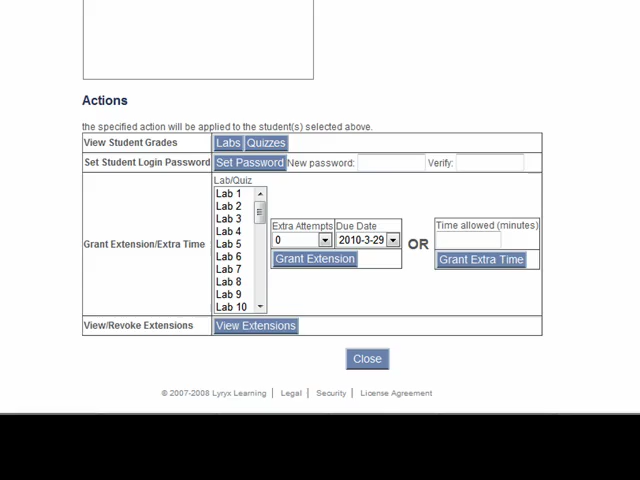 Actions
the specified action will be applied to the student(s) selected above.
View Student Grades Labs Quizzes
Set Student Login Password Set Password New password: Verify:
Grant Extension/Extra Time
Lab/Quiz
Lab 1
Lab 2
Lab 3
Lab 4
Lab 5
Lab 6
Lab 7
Lab 8
Lab 9
Lab 10
Extra Attempts Due Date
0 2010-3-29
Grant Extension
OR
Time allowed (minutes)
Grant Extra Time
View/Revoke Extensions View Extensions
Close
© 2007-2008 Lyryx Learning | Legal | Security | License Agreement